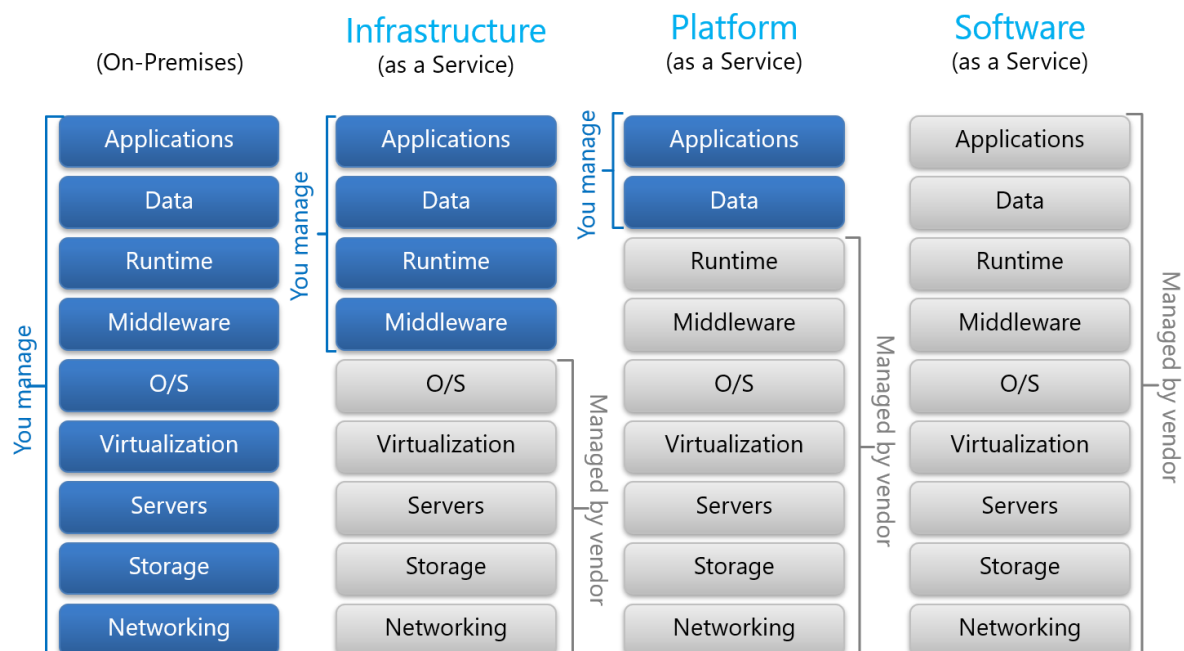 (On-Premises)
You manage
Applications
Data
Runtime
Middleware
O/S
Virtualization
Servers
Storage
Networking
Infrastructure
(as a Service)
You manage
Applications
Data
Runtime
Middleware
O/S
Virtualization
Servers
Storage
Networking
Managed by vendor
Platform
(as a Service)
You manage
Applications
Data
Runtime
Middleware
O/S
Virtualization
Servers
Storage
Networking
Managed by vendor
Software
(as a Service)
Applications
Data
Runtime
Middleware
O/S
Virtualization
Servers
Storage
Networking
Managed by vendor